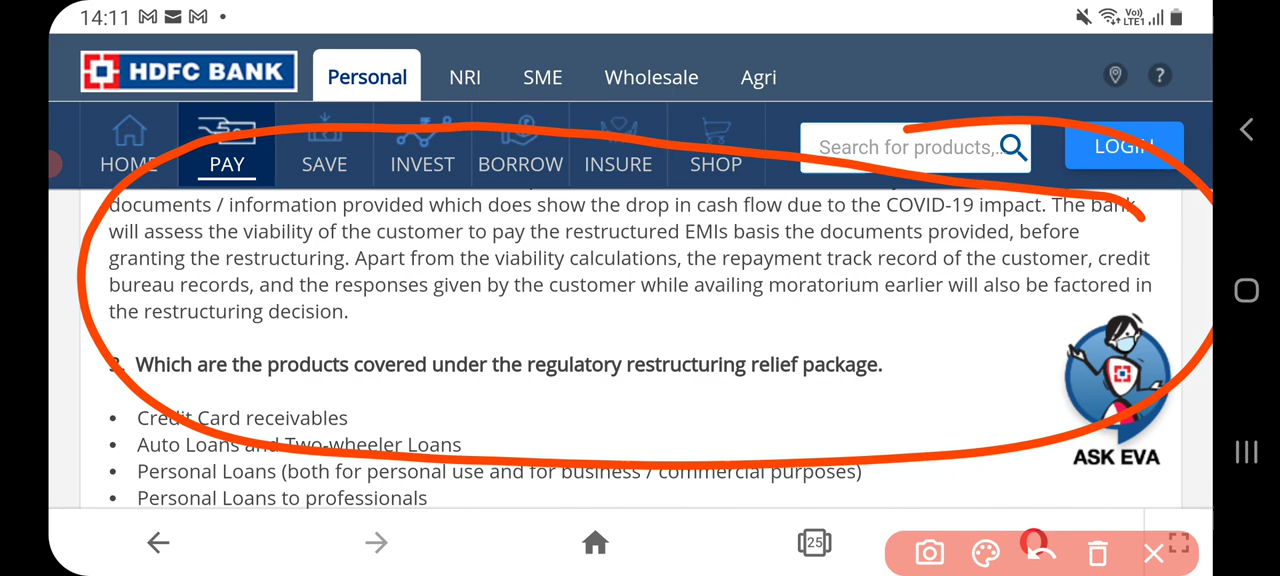 14:11
Vo)
LTE1
HDFC BANK
Personal NRI SME Wholesale Agri
?
HOME PAY SAVE INVEST BORROW INSURE SHOP
Search for products,...
LOGIN
documents / information provided which does show the drop in cash flow due to the COVID-19 impact. The bank
will assess the viability of the customer to pay the restructured EMIs basis the documents provided, before
granting the restructuring. Apart from the viability calculations, the repayment track record of the customer, credit
bureau records, and the responses given by the customer while availing moratorium earlier will also be factored in
the restructuring decision.
3. Which are the products covered under the regulatory restructuring relief package.
• Credit Card receivables
• Auto Loans and Two-wheeler Loans
• Personal Loans (both for personal use and for business / commercial purposes)
• Personal Loans to professionals
ASK EVA
25